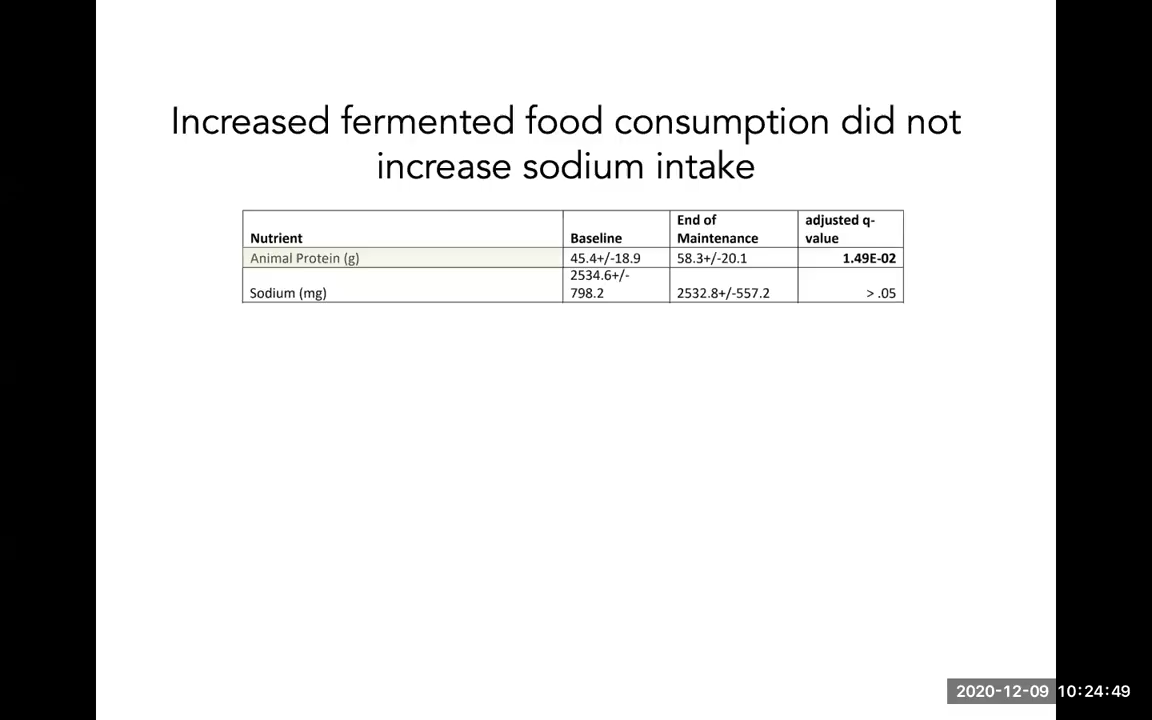 Increased fermented food consumption did not
increase sodium intake
Nutrient Baseline End of Maintenance adjusted q-value
Animal Protein (g) 45.4+/-18.9 58.3+/-20.1 1.49E-02
Sodium (mg) 2534.6+/-798.2 2532.8+/-557.2 > .05
2020-12-09 10:24:49